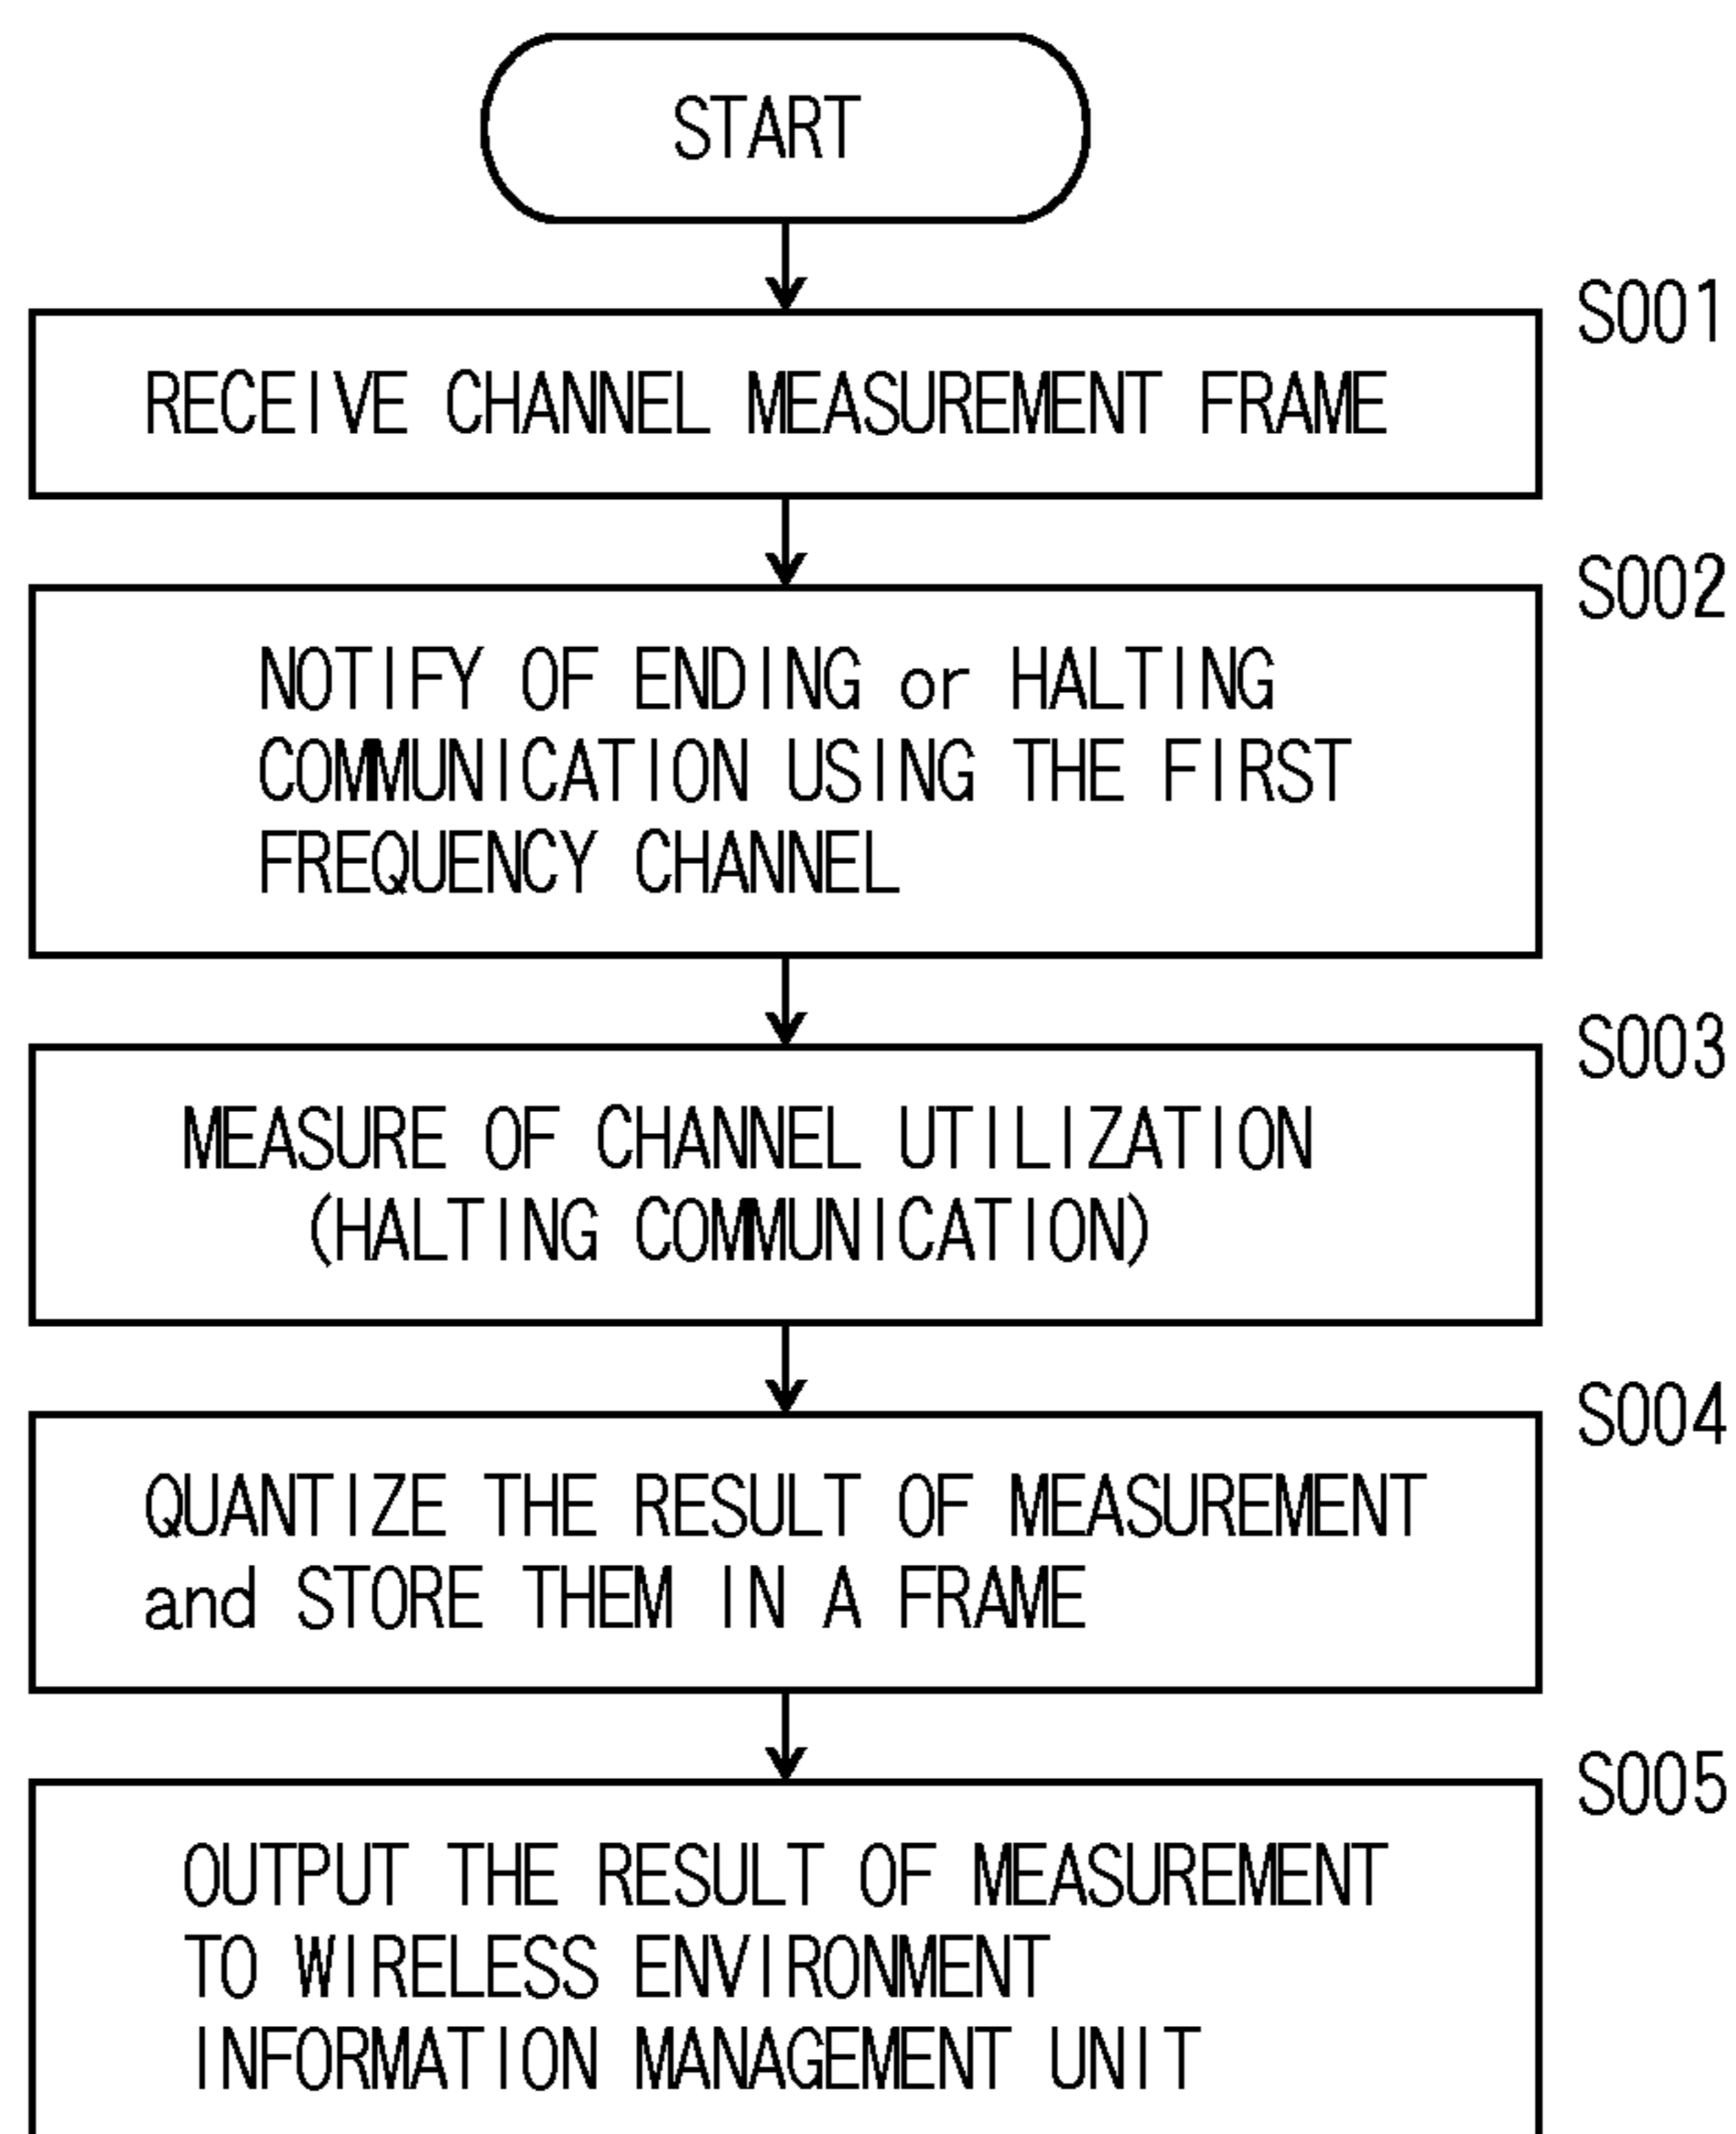 START
S001
RECEIVE CHANNEL MEASUREMENT FRAME
S002
NOTIFY OF ENDING or HALTING
COMMUNICATION USING THE FIRST
FREQUENCY CHANNEL
S003
MEASURE OF CHANNEL UTILIZATION
(HALTING COMMUNICATION)
S004
QUANTIZE THE RESULT OF MEASUREMENT
and STORE THEM IN A FRAME
S005
OUTPUT THE RESULT OF MEASUREMENT
TO WIRELESS ENVIRONMENT
INFORMATION MANAGEMENT UNIT